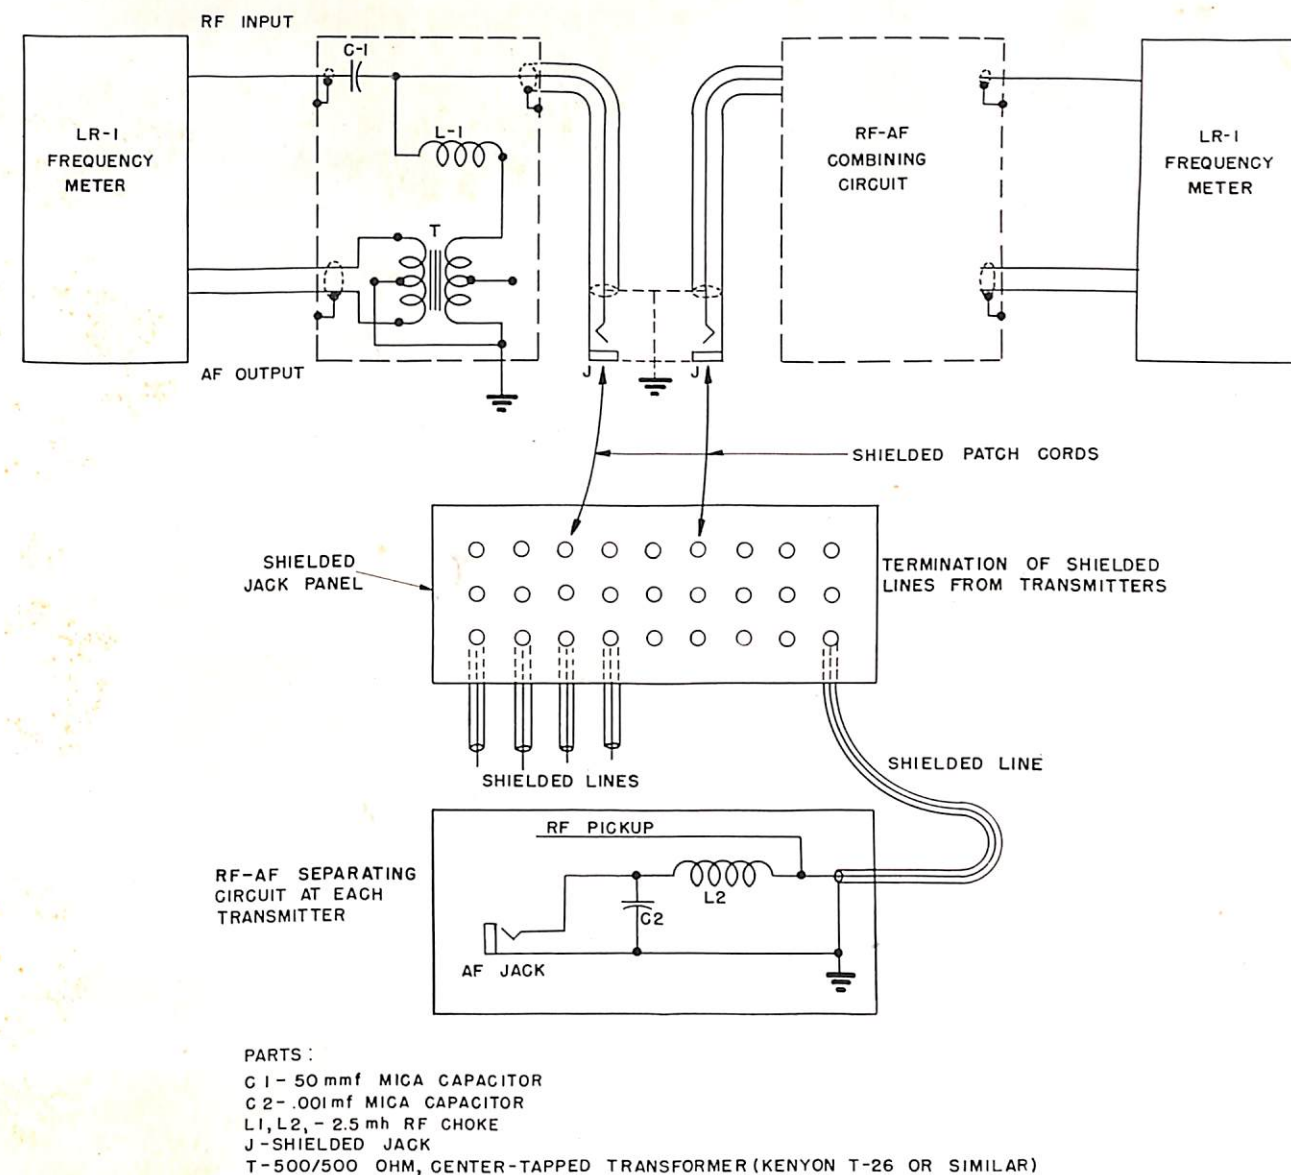 RF INPUT
C-1
LR-1
FREQUENCY
METER
L-1
T
AF OUTPUT
J
J
RF-AF
COMBINING
CIRCUIT
LR-1
FREQUENCY
METER
SHIELDED PATCH CORDS
SHIELDED
JACK PANEL
TERMINATION OF SHIELDED
LINES FROM TRANSMITTERS
SHIELDED LINES
SHIELDED LINE
RF PICKUP
RF-AF SEPARATING
CIRCUIT AT EACH
TRANSMITTER
L2
C2
AF JACK
PARTS:
C 1 - 50 mmf MICA CAPACITOR
C 2 - .001 mf MICA CAPACITOR
L1, L2, - 2.5 mh RF CHOKE
J - SHIELDED JACK
T - 500/500 OHM, CENTER-TAPPED TRANSFORMER (KENYON T-26 OR SIMILAR)